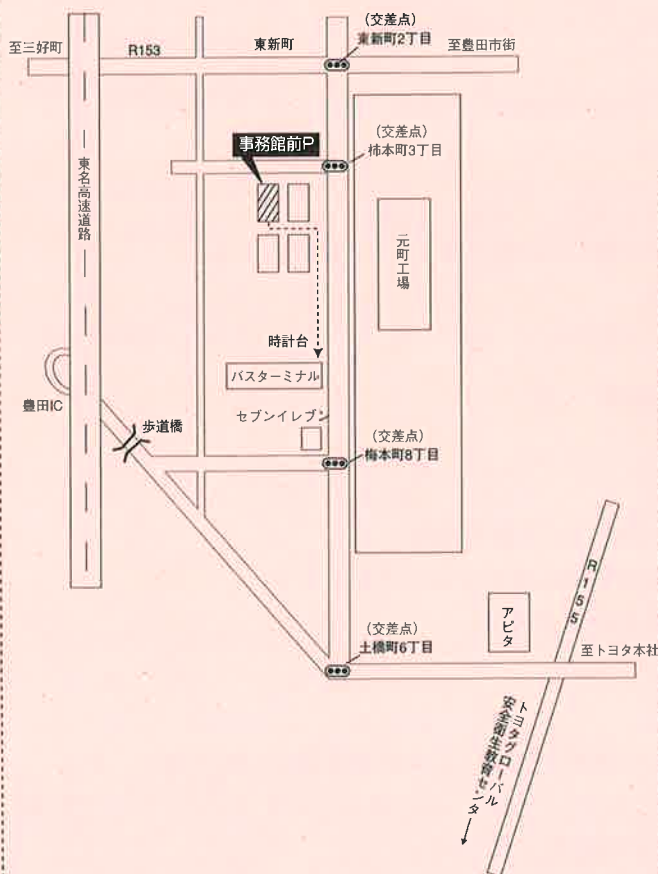 (交差点)
東新町2丁目
至三好町
R153
東新町
至豊田市街
(交差点)
柿本町3丁目
事務館前P
東名高速道路
元町工場
時計台
バスターミナル
豊田IC
セブンイレブン
歩道橋
(交差点)
梅本町8丁目
R155
アピタ
(交差点)
土橋町6丁目
至トヨタ本社
トヨタグローバル
安全衛生教育センタ